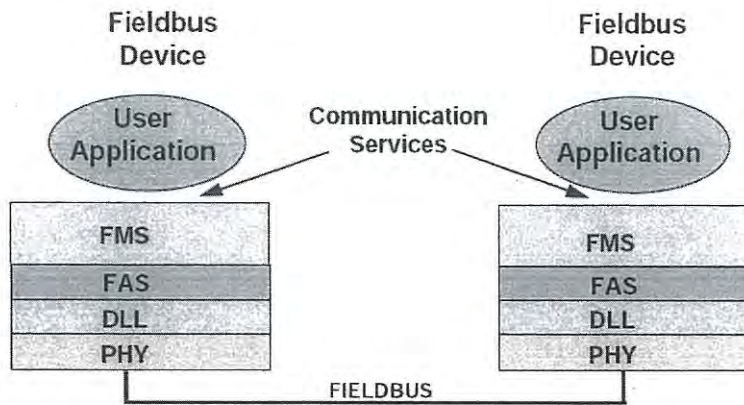 Fieldbus
Device
Fieldbus
Device
User
Application
Communication
Services
User
Application
FMS
FAS
DLL
PHY
FMS
FAS
DLL
PHY
FIELDBUS